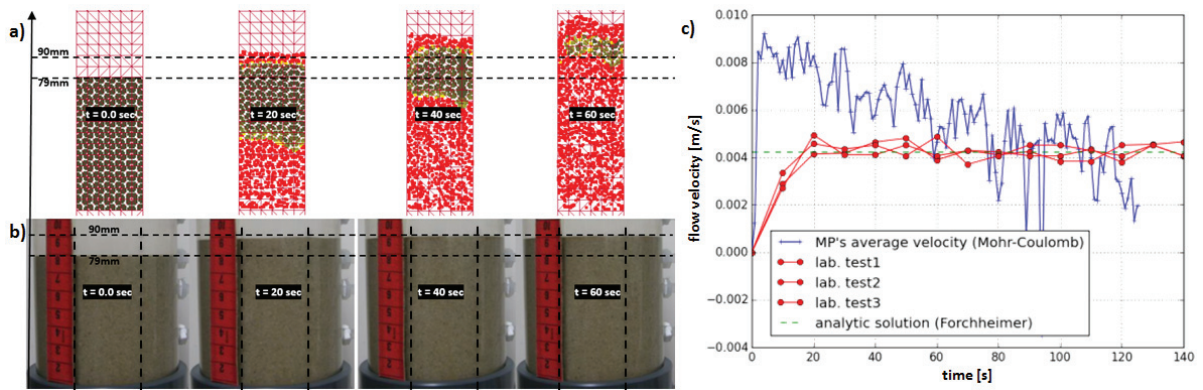 a)
90mm
79mm
t = 0.0 sec
t = 20 sec
t = 40 sec
t = 60 sec
b)
90mm
79mm
t = 0.0 sec
t = 20 sec
t = 40 sec
t = 60 sec
c)
0.010
0.008
0.006
0.004
0.002
0.000
−0.002
−0.004
flow velocity [m/s]
MP's average velocity (Mohr-Coulomb)
lab. test1
lab. test2
lab. test3
analytic solution (Forchheimer)
0 20 40 60 80 100 120 140
time [s]